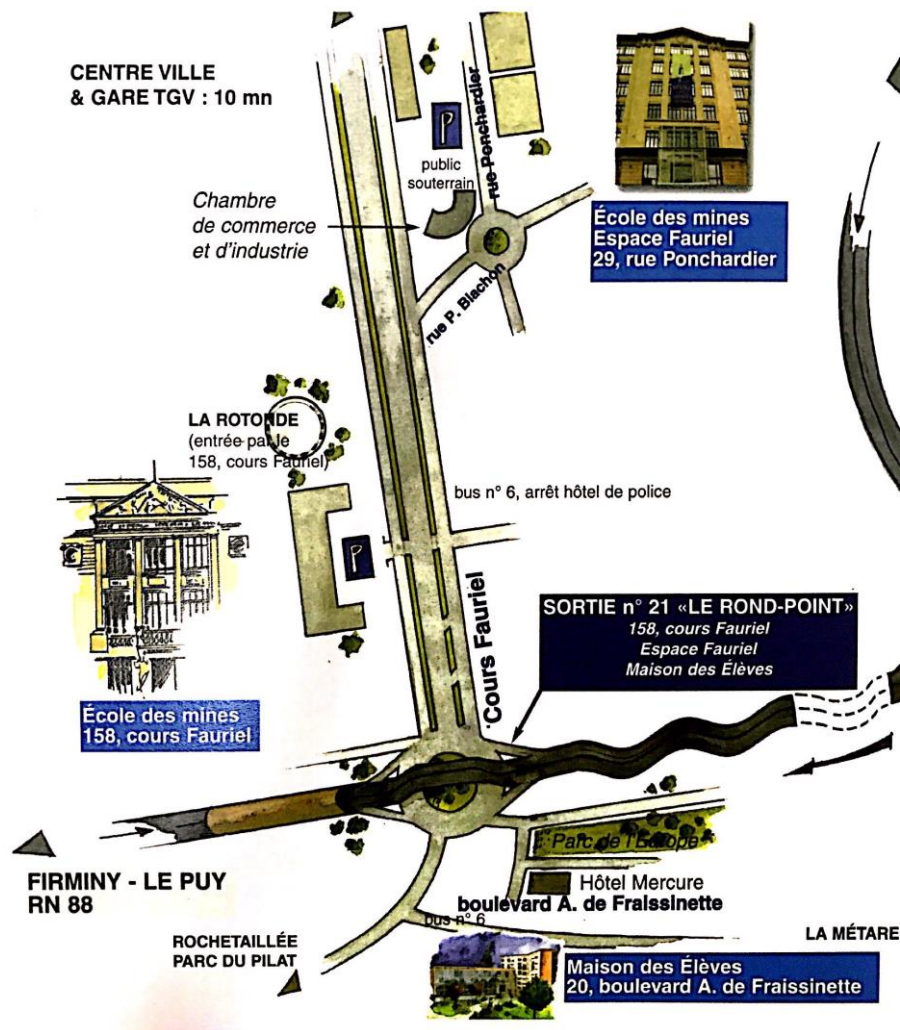 CENTRE VILLE
& GARE TGV : 10 mn
P
public
souterrain
rue Ponchardier
Chambre
de commerce
et d'industrie
École des mines
Espace Fauriel
29, rue Ponchardier
rue P. Blachon
LA ROTONDE
(entrée par le
158, cours Fauriel)
bus n° 6, arrêt hôtel de police
P
Cours Fauriel
SORTIE n° 21 «LE ROND-POINT»
158, cours Fauriel
Espace Fauriel
Maison des Élèves
École des mines
158, cours Fauriel
Parc de l'Europe
FIRMINY - LE PUY
RN 88
Hôtel Mercure
boulevard A. de Fraissinette
bus n° 6
ROCHETAILLÉE
PARC DU PILAT
LA MÉTARE
Maison des Élèves
20, boulevard A. de Fraissinette